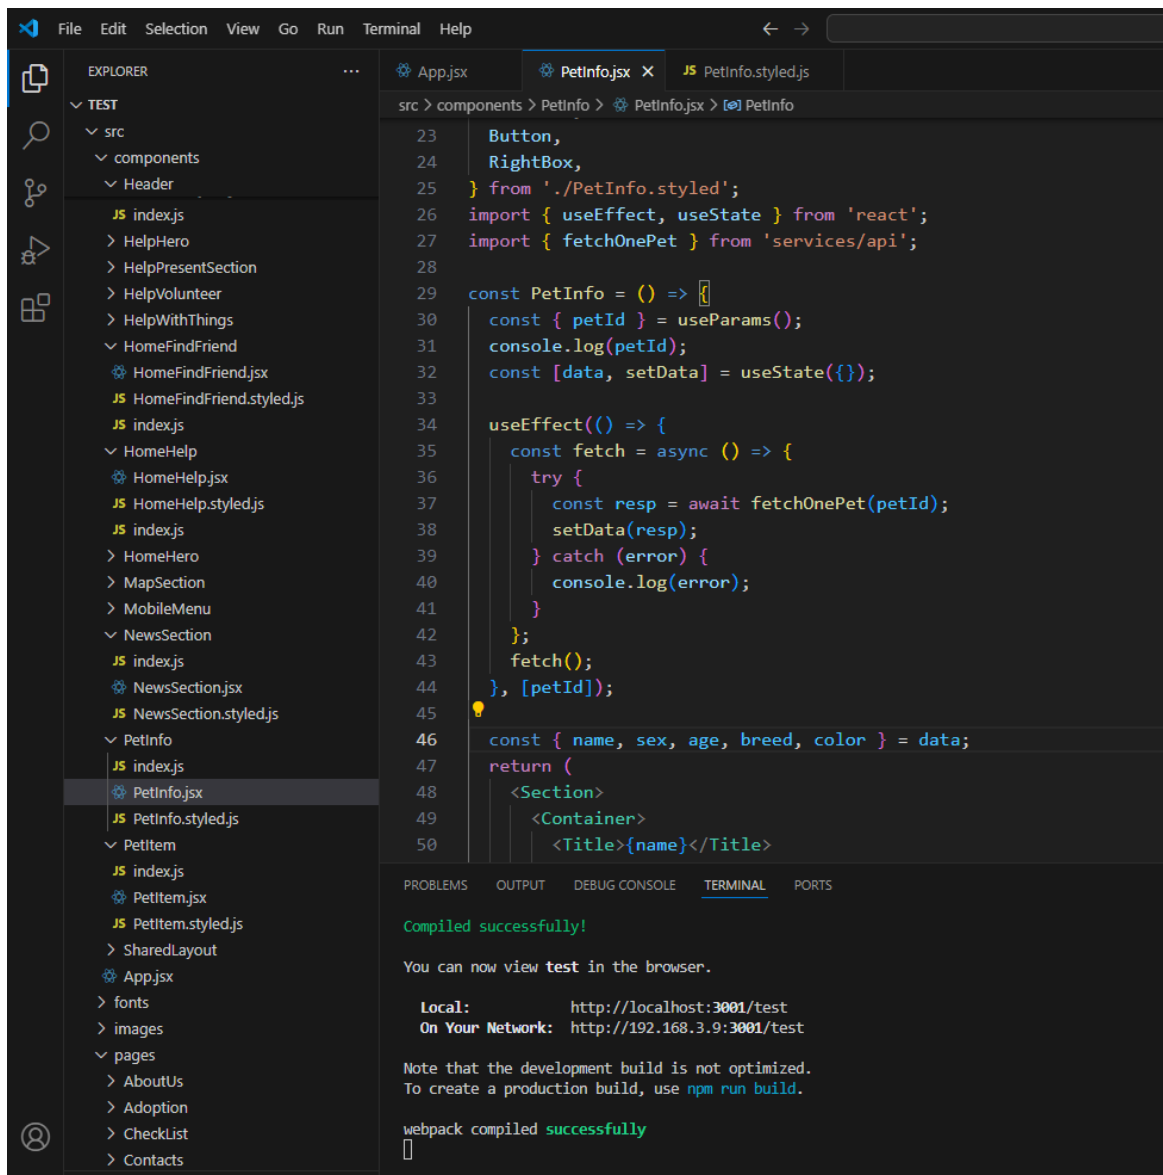 File Edit Selection View Go Run Terminal Help
EXPLORER
TEST
src
components
Header
JS index.js
HelpHero
HelpPresentSection
HelpVolunteer
HelpWithThings
HomeFindFriend
HomeFindFriend.jsx
JS HomeFindFriend.styled.js
JS index.js
HomeHelp
HomeHelp.jsx
JS HomeHelp.styled.js
JS index.js
HomeHero
MapSection
MobileMenu
NewsSection
JS index.js
NewsSection.jsx
JS NewsSection.styled.js
PetInfo
JS index.js
PetInfo.jsx
JS PetInfo.styled.js
PetItem
JS index.js
PetItem.jsx
JS PetItem.styled.js
SharedLayout
App.jsx
fonts
images
pages
AboutUs
Adoption
CheckList
Contacts
App.jsx PetInfo.jsx JS PetInfo.styled.js
src > components > PetInfo > PetInfo.jsx > PetInfo
23 Button,
24 RightBox,
25 } from './PetInfo.styled';
26 import { useEffect, useState } from 'react';
27 import { fetchOnePet } from 'services/api';
28
29 const PetInfo = () => {
30 const { petId } = useParams();
31 console.log(petId);
32 const [data, setData] = useState({});
33
34 useEffect(() => {
35 const fetch = async () => {
36 try {
37 const resp = await fetchOnePet(petId);
38 setData(resp);
39 } catch (error) {
40 console.log(error);
41 }
42 };
43 fetch();
44 }, [petId]);
45
46 const { name, sex, age, breed, color } = data;
47 return (
48 <Section>
49 <Container>
50 <Title>{name}</Title>
PROBLEMS OUTPUT DEBUG CONSOLE TERMINAL PORTS
Compiled successfully!
You can now view test in the browser.
Local: http://localhost:3001/test
On Your Network: http://192.168.3.9:3001/test
Note that the development build is not optimized.
To create a production build, use npm run build.
webpack compiled successfully